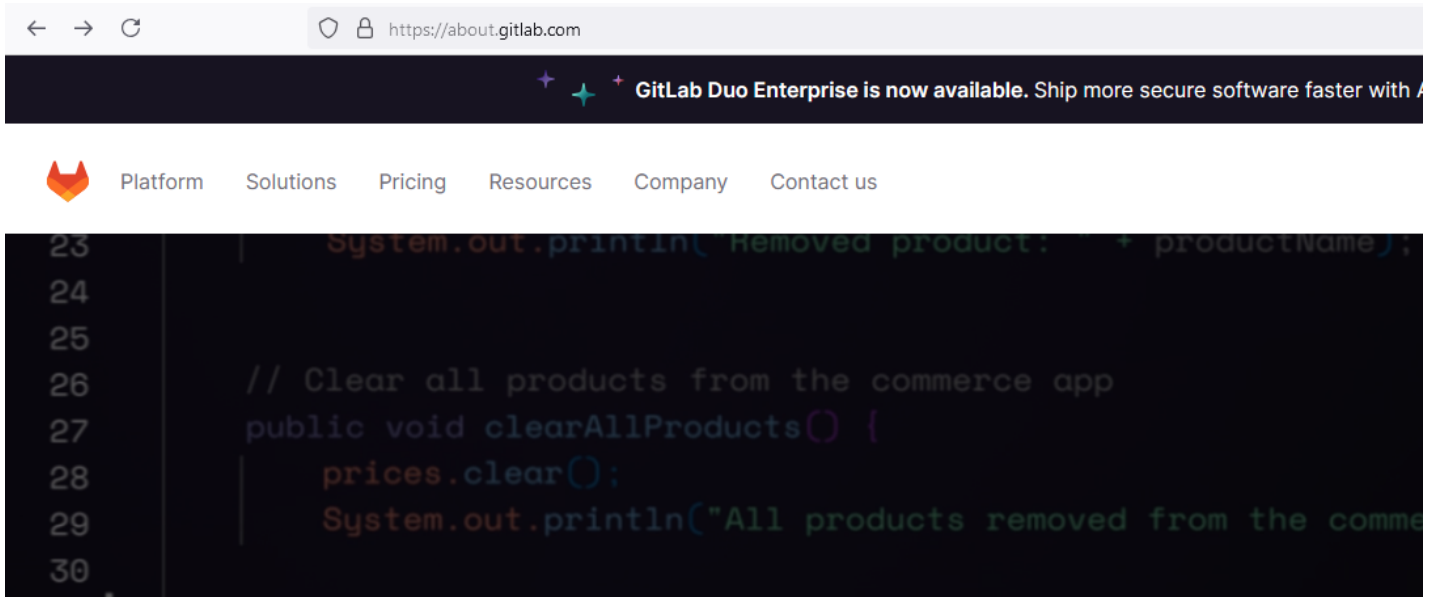 https://about.gitlab.com
GitLab Duo Enterprise is now available. Ship more secure software faster with
Platform Solutions Pricing Resources Company Contact us
23 System.out.println("Removed product: " + productName);
24
25
26 // Clear all products from the commerce app
27 public void clearAllProducts() {
28 prices.clear();
29 System.out.println("All products removed from the comme
30